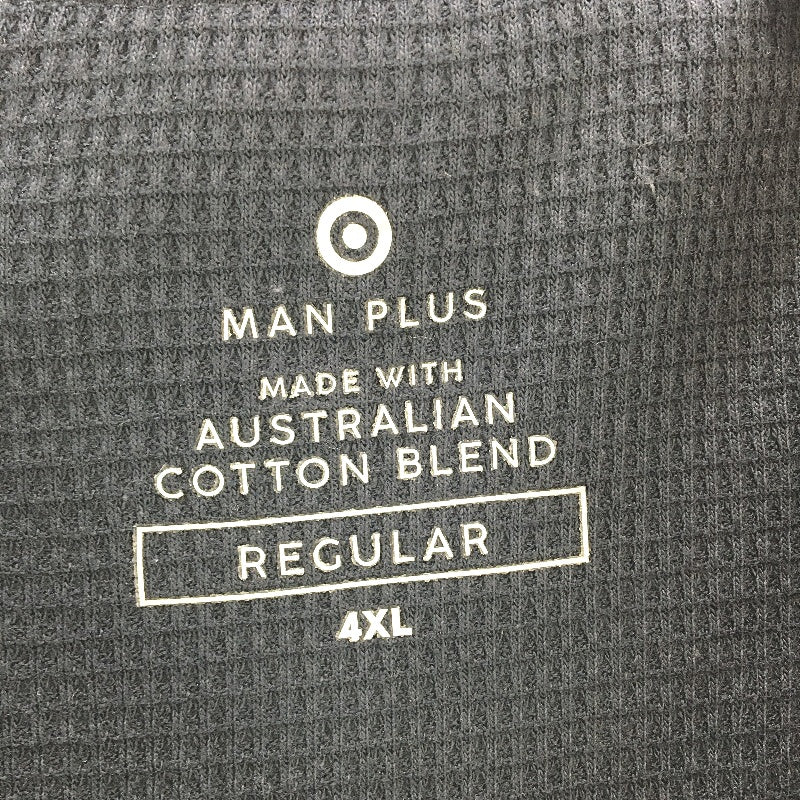 MAN PLUS
MADE WITH
AUSTRALIAN
COTTON BLEND
REGULAR
4XL